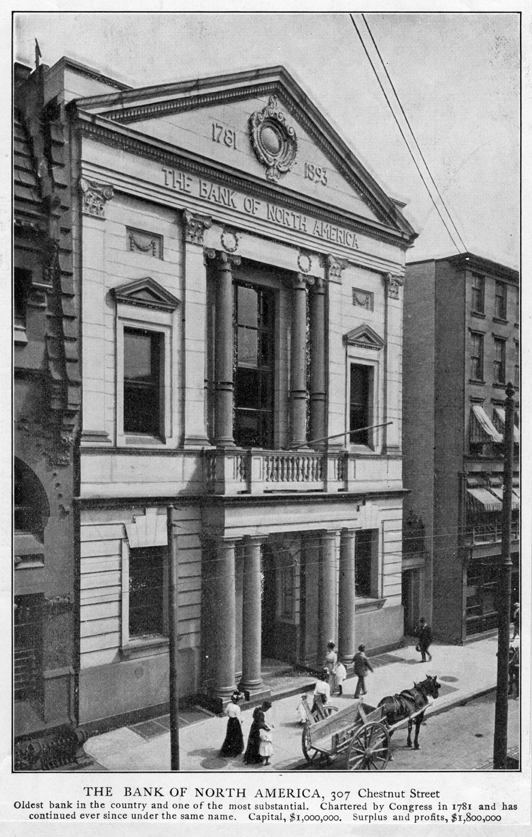 1781
1893
THE BANK OF NORTH AMERICA
THE BANK OF NORTH AMERICA, 307 Chestnut Street
Oldest bank in the country and one of the most substantial. Chartered by Congress in 1781 and has
continued ever since under the same name. Capital, $1,000,000. Surplus and profits, $1,800,000